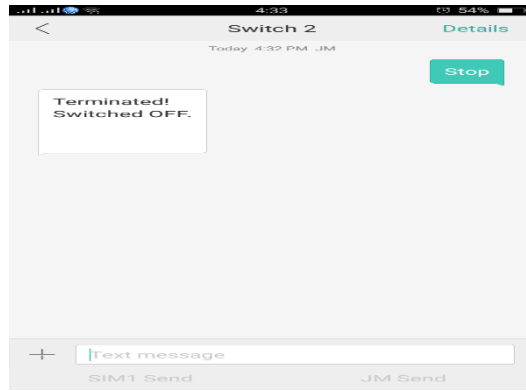 4:33
54%
< Switch 2 Details
Today 4:32 PM JM
Stop
Terminated!
Switched OFF.
Text message
SIM1 Send JM Send